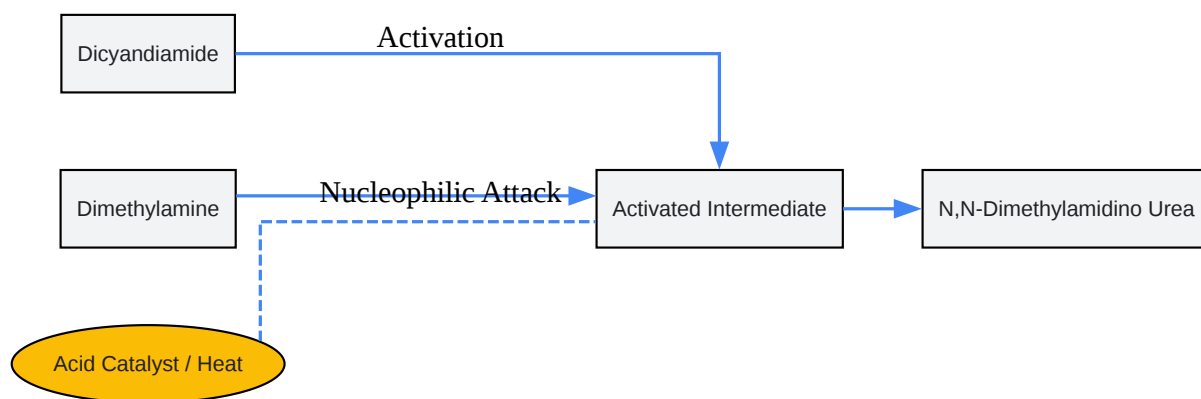 Dicyandiamide
Activation
Dimethylamine
Nucleophilic Attack
Activated Intermediate
N,N-Dimethylamidino Urea
Acid Catalyst / Heat